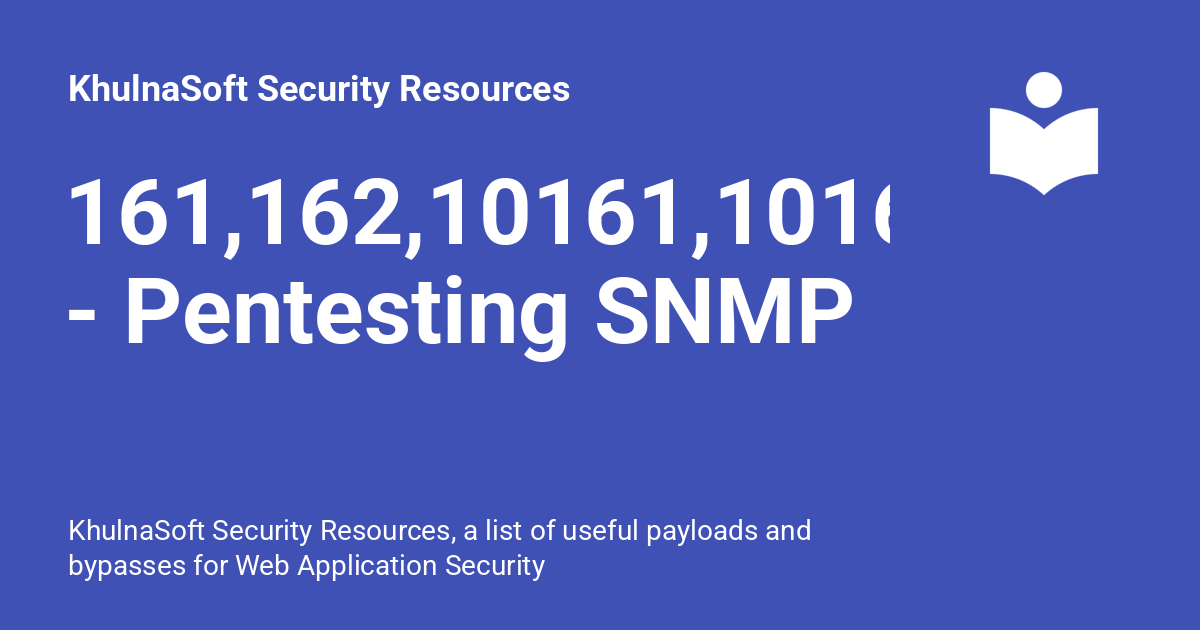 KhulnaSoft Security Resources
161,162,10161,1016
- Pentesting SNMP
KhulnaSoft Security Resources, a list of useful payloads and
bypasses for Web Application Security